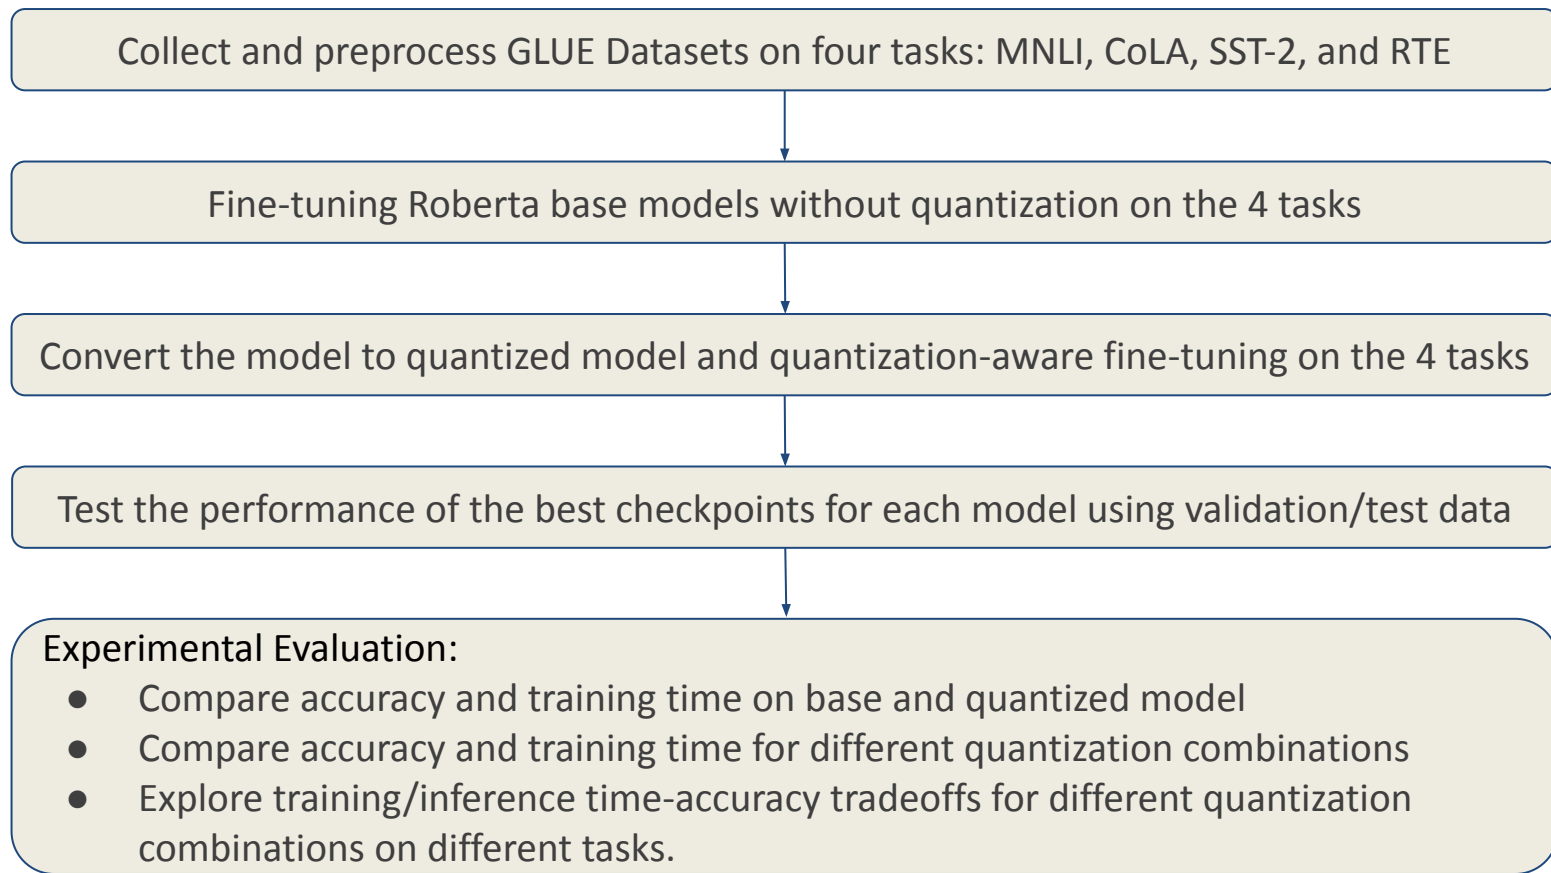 Collect and preprocess GLUE Datasets on four tasks: MNLI, CoLA, SST-2, and RTE
Fine-tuning Roberta base models without quantization on the 4 tasks
Convert the model to quantized model and quantization-aware fine-tuning on the 4 tasks
Test the performance of the best checkpoints for each model using validation/test data
Experimental Evaluation:
● Compare accuracy and training time on base and quantized model
● Compare accuracy and training time for different quantization combinations
● Explore training/inference time-accuracy tradeoffs for different quantization
combinations on different tasks.